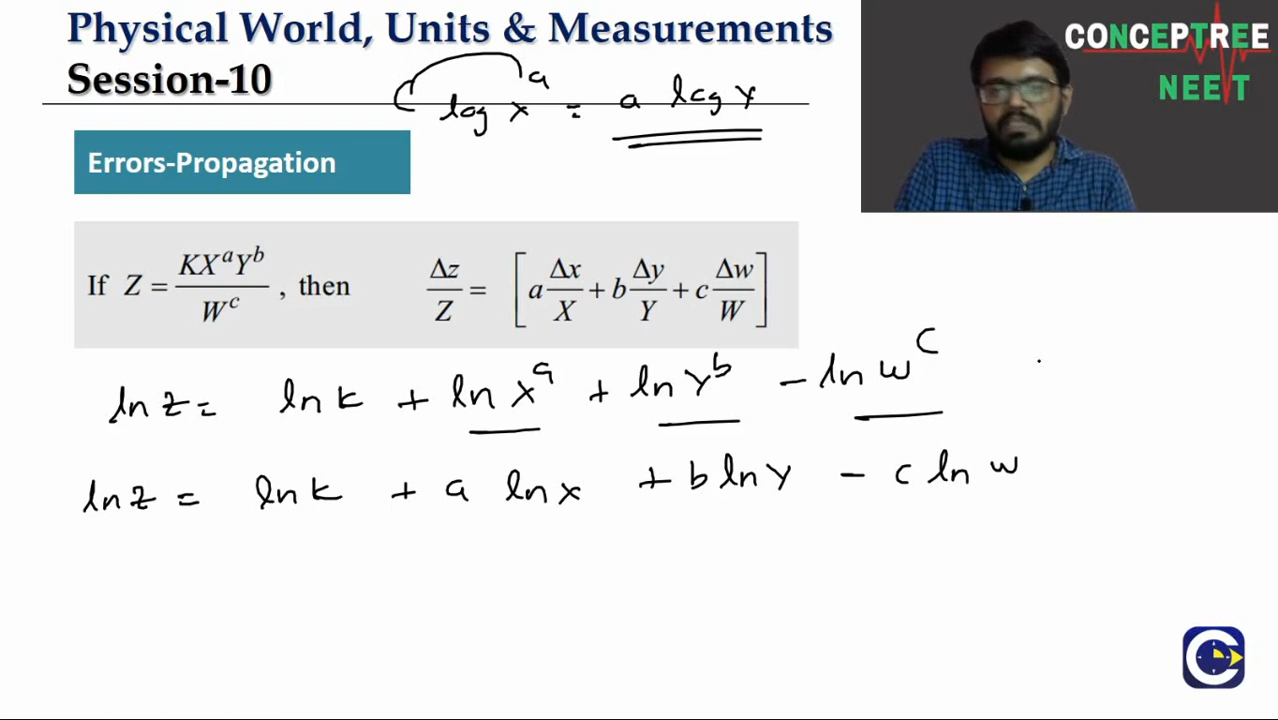 Physical World, Units & Measurements
Session-10
CONCEPTREE
NEET
log x^a = a log x
Errors-Propagation
If Z = KX^aY^b / W^c , then Δz/Z = [a Δx/X + b Δy/Y + c Δw/W]
ln z = ln k + ln x^a + ln y^b - ln w^c
ln z = ln k + a ln x + b ln y - c ln w